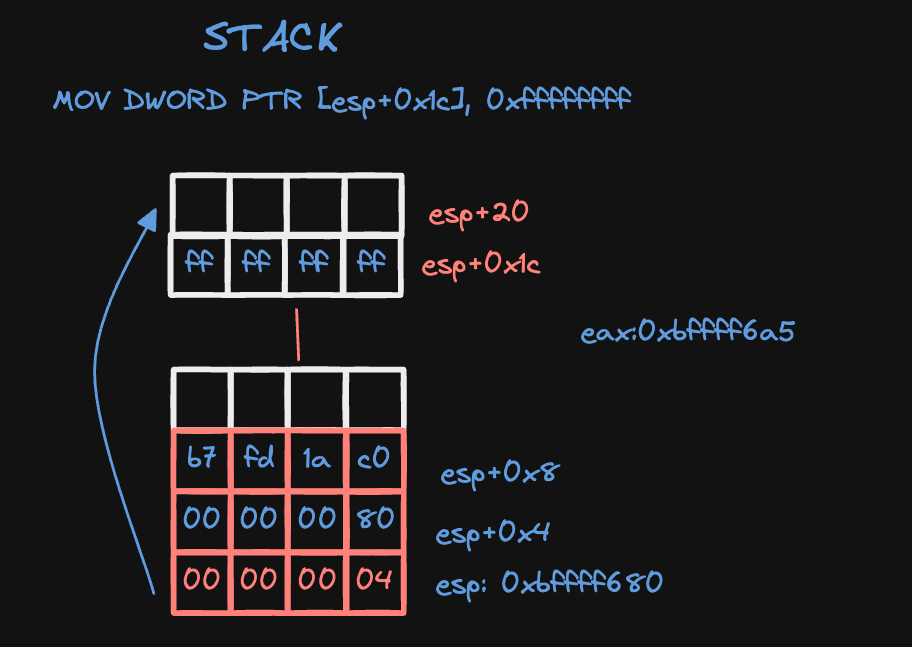 STACK
MOV DWORD PTR [esp+0x1c], 0xffffffff
esp+20
ff ff ff ff esp+0x1c
eax:0xbffff6a5
b7 fd 1a c0 esp+0x8
00 00 00 80 esp+0x4
00 00 00 04 esp: 0xbffff680